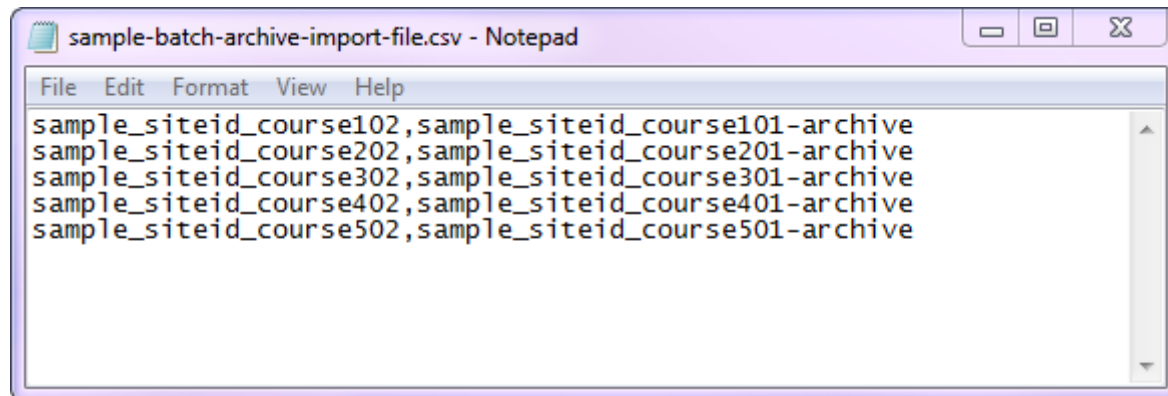 sample-batch-archive-import-file.csv - Notepad
File Edit Format View Help
sample_siteid_course102,sample_siteid_course101-archive
sample_siteid_course202,sample_siteid_course201-archive
sample_siteid_course302,sample_siteid_course301-archive
sample_siteid_course402,sample_siteid_course401-archive
sample_siteid_course502,sample_siteid_course501-archive